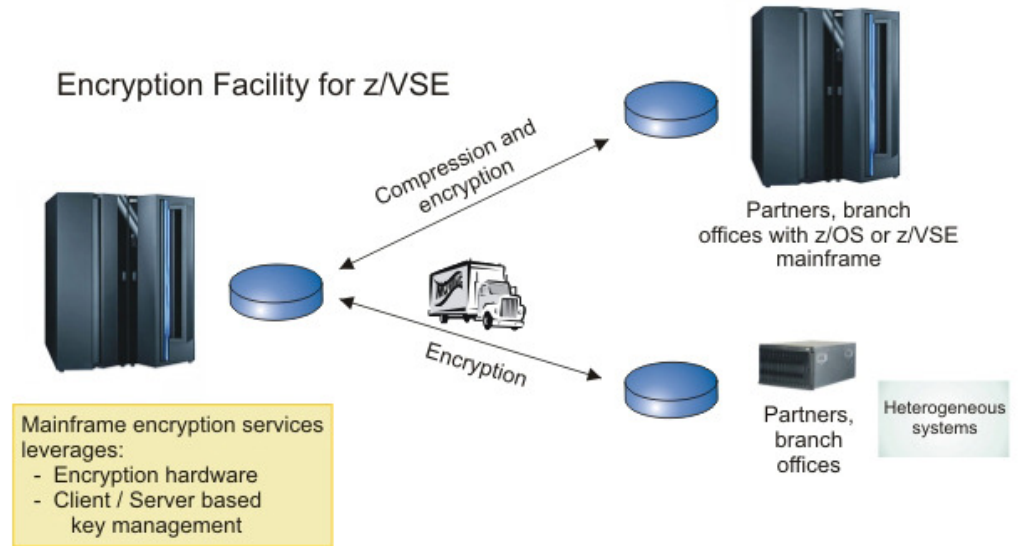 Encryption Facility for z/VSE
Compression and
encryption
Partners, branch
offices with z/OS or z/VSE
mainframe
Encryption
Mainframe encryption services
leverages:
- Encryption hardware
- Client / Server based
key management
Partners,
branch
offices
Heterogeneous
systems